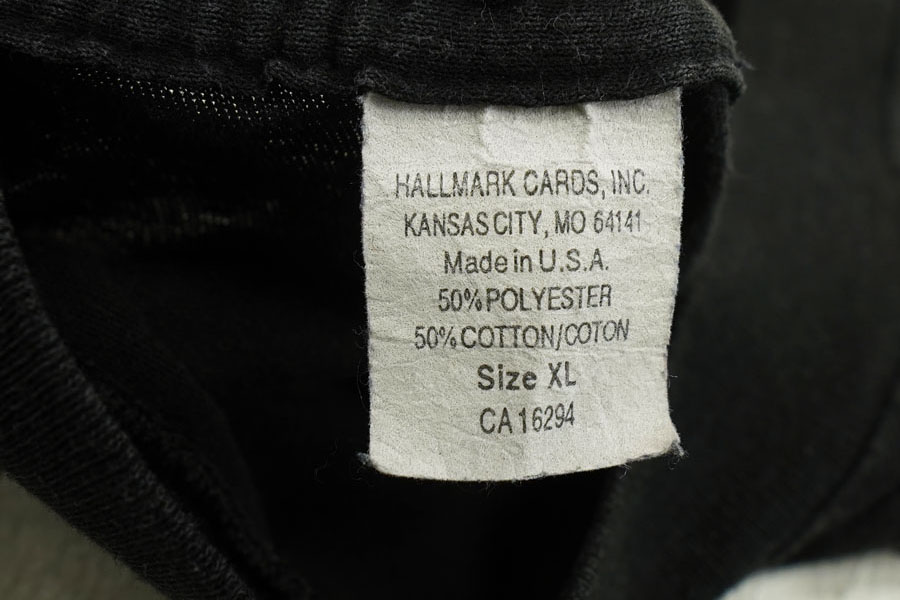 HALLMARK CARDS, INC.
KANSAS CITY, MO 64141
Made in U.S.A.
50% POLYESTER
50% COTTON/COTON
Size XL
CA 16294